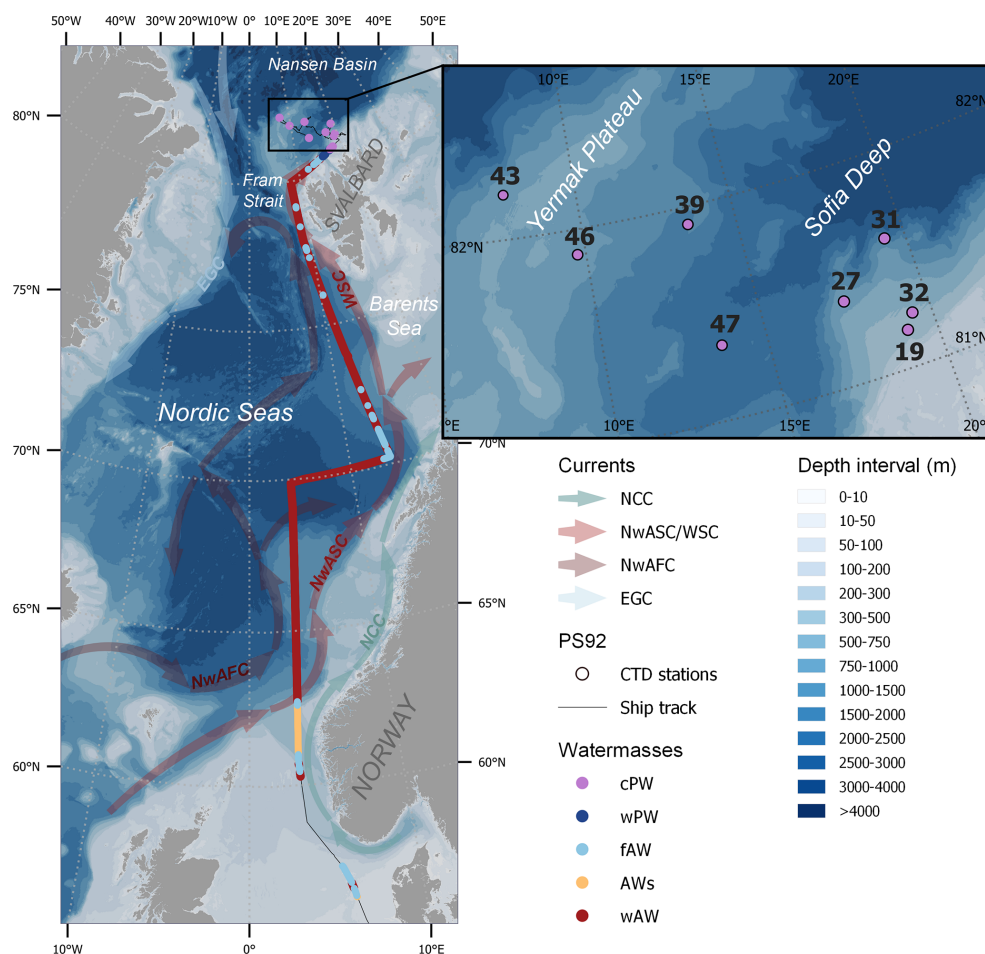 50°W 40°W 30°W 20°W 10°W 0° 10°E 20°E 30°E 40°E 50°E
Nansen Basin
80°N
75°N
70°N
65°N
60°N
70°N
65°N
60°N
10°W 0° 10°E
Fram
Strait
SVALBARD
EGC
WSC
Barents
Sea
Nordic Seas
NwASC
NCC
NwAFC
NORWAY
10°E 15°E 20°E
82°N
Yermak Plateau
Sofia Deep
43
39
46
31
82°N
27
32
47
19
81°N
0°E 10°E 15°E 20°
Currents
NCC
NwASC/WSC
NwAFC
EGC
PS92
CTD stations
Ship track
Watermasses
cPW
wPW
fAW
AWs
wAW
Depth interval (m)
0-10
10-50
50-100
100-200
200-300
300-500
500-750
750-1000
1000-1500
1500-2000
2000-2500
2500-3000
3000-4000
>4000